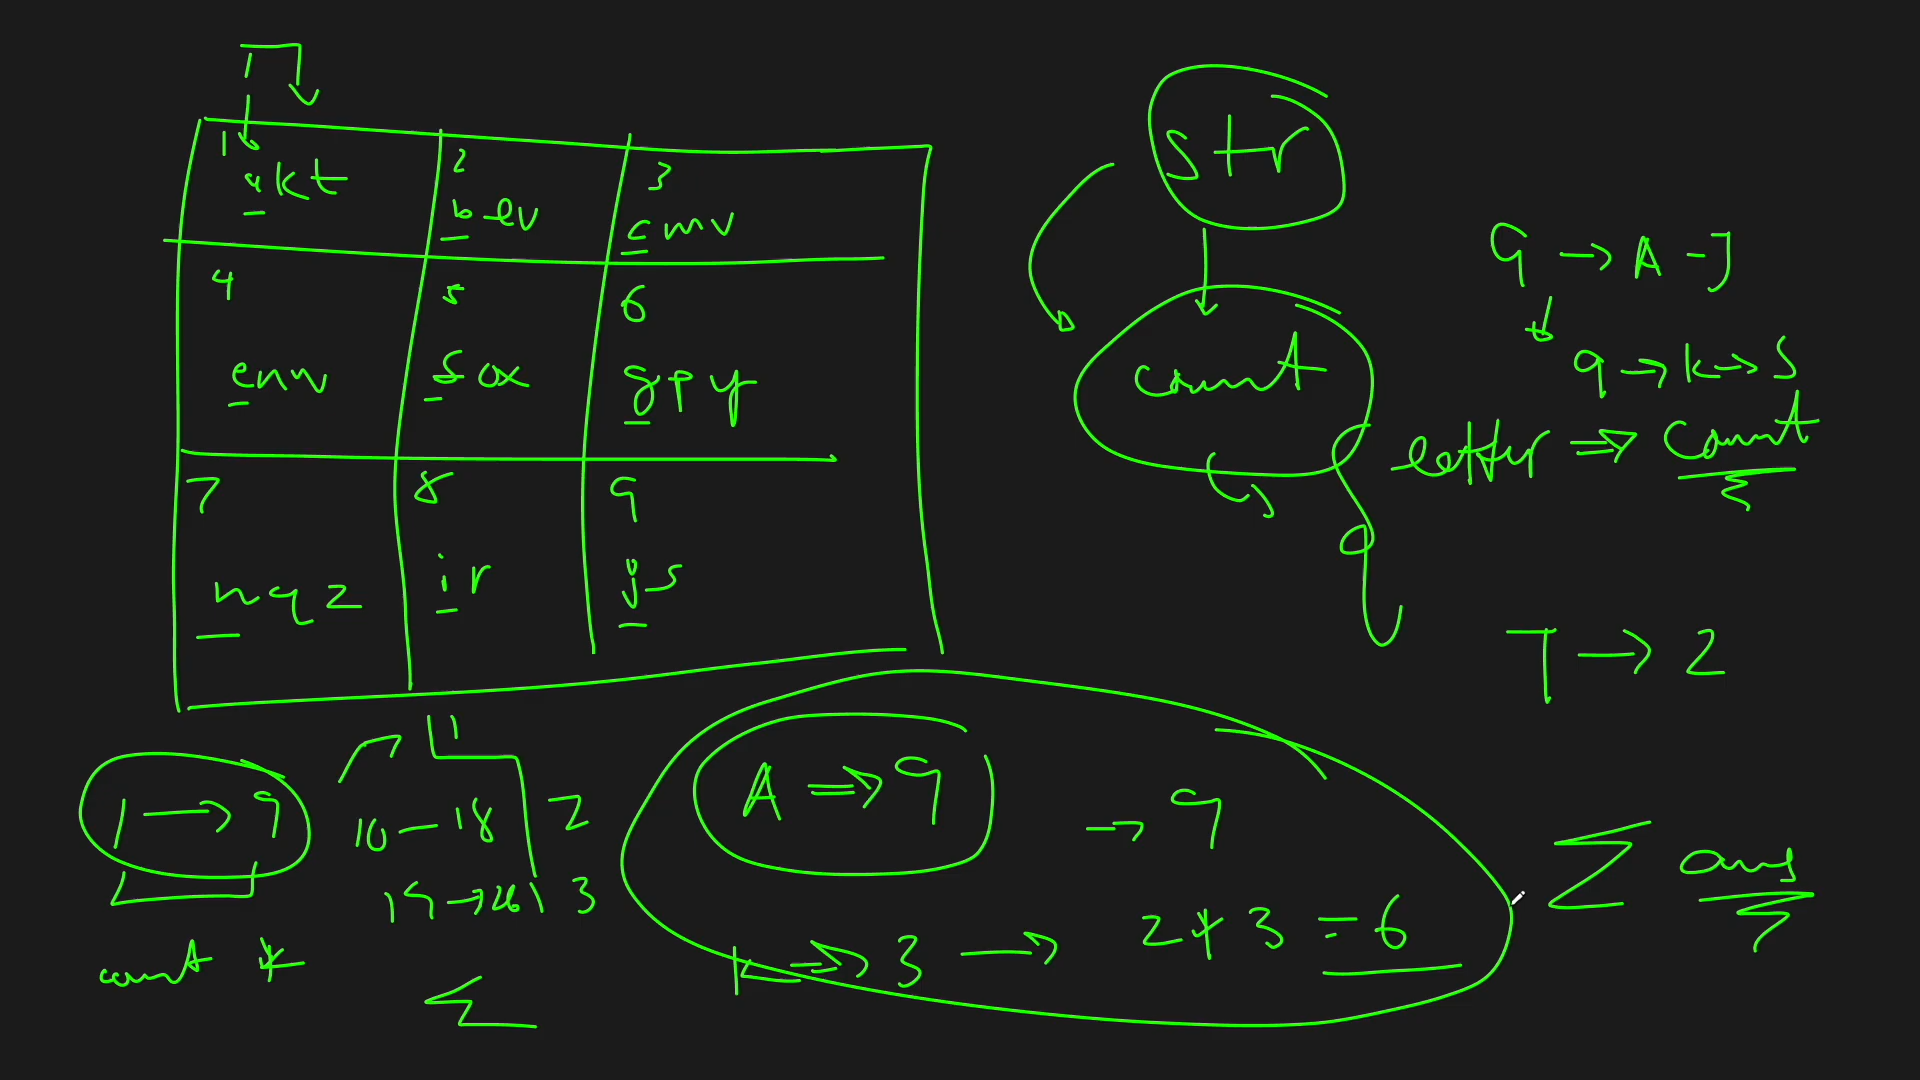 1 2 3
akt bev cmv
4 5 6
enw fox gpy
7 8 9
hqz ir js
str
count
9 → A - J
9 → k → S
letter ⇒ count
T → 2
1 → 9
10 - 18 2
19 → 26 3
count *
A ⇒ 9 → 9
k ⇒ 3 → 2 * 3 = 6
ans